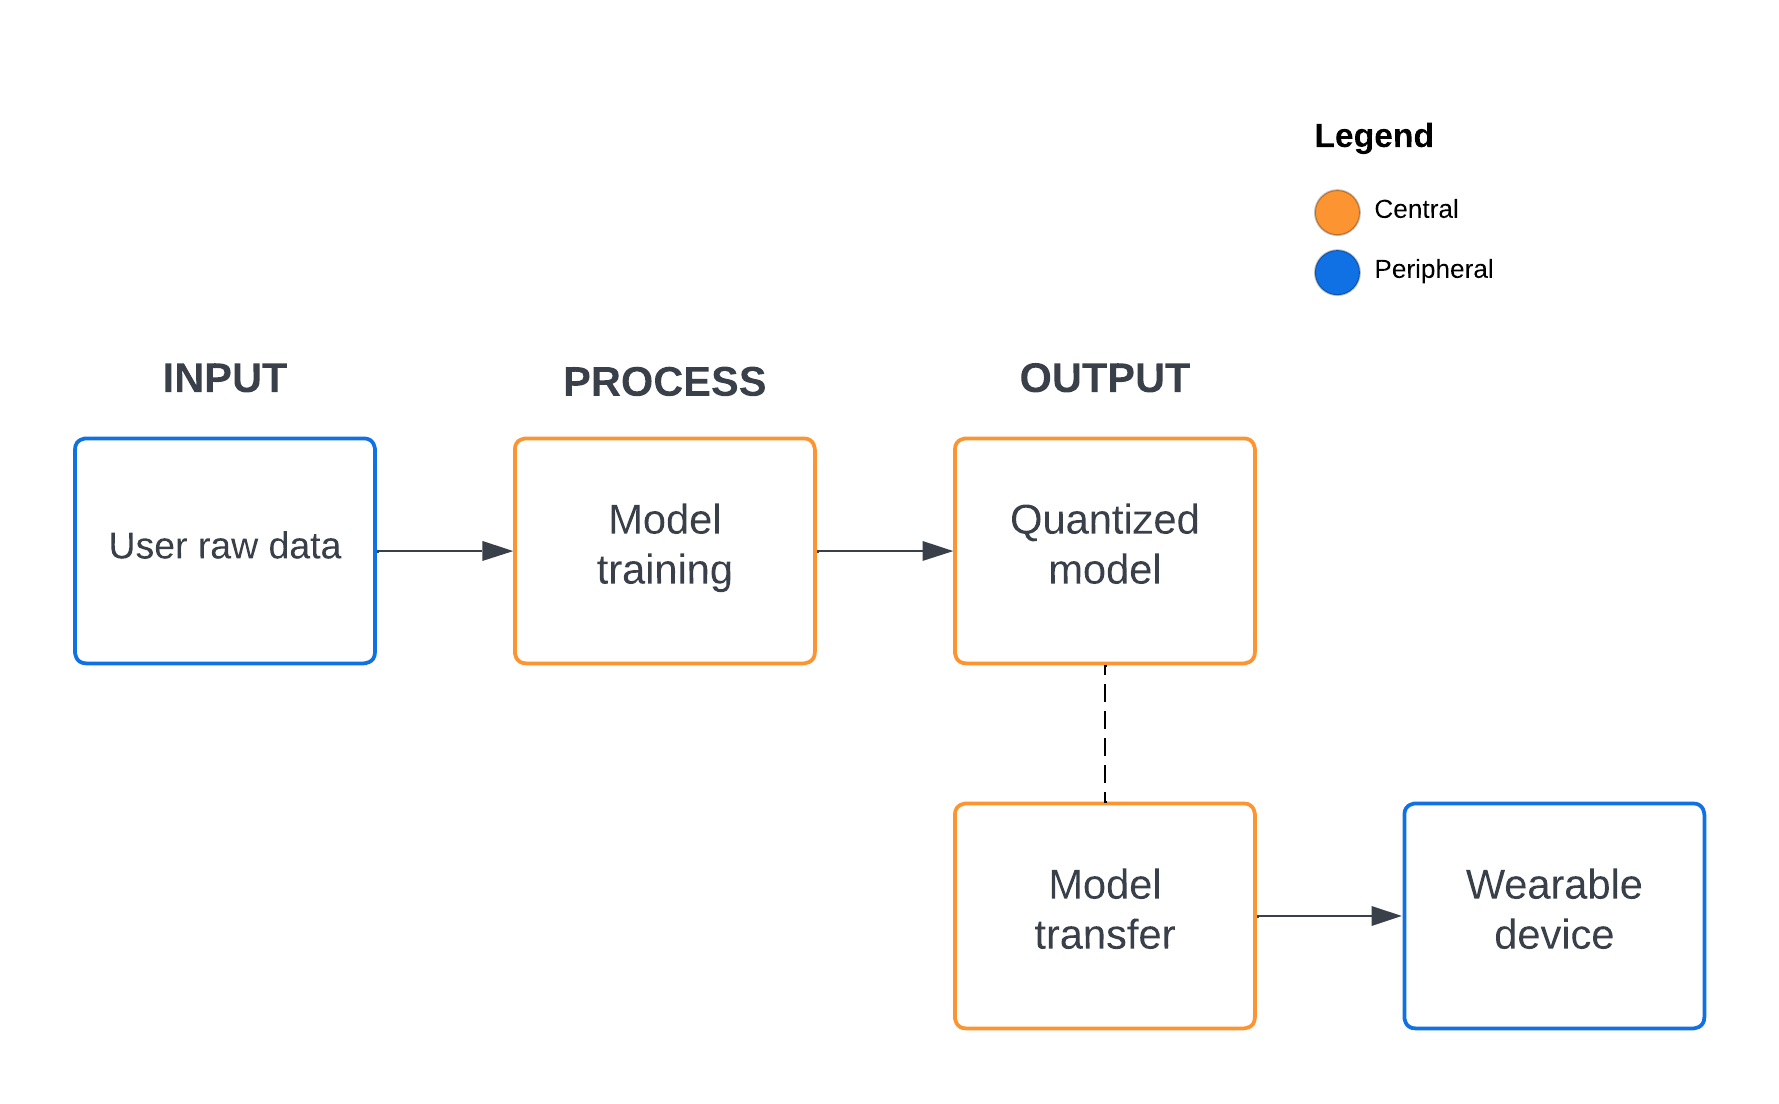 Legend
Central
Peripheral
INPUT
PROCESS
OUTPUT
User raw data
Model
training
Quantized
model
Model
transfer
Wearable
device